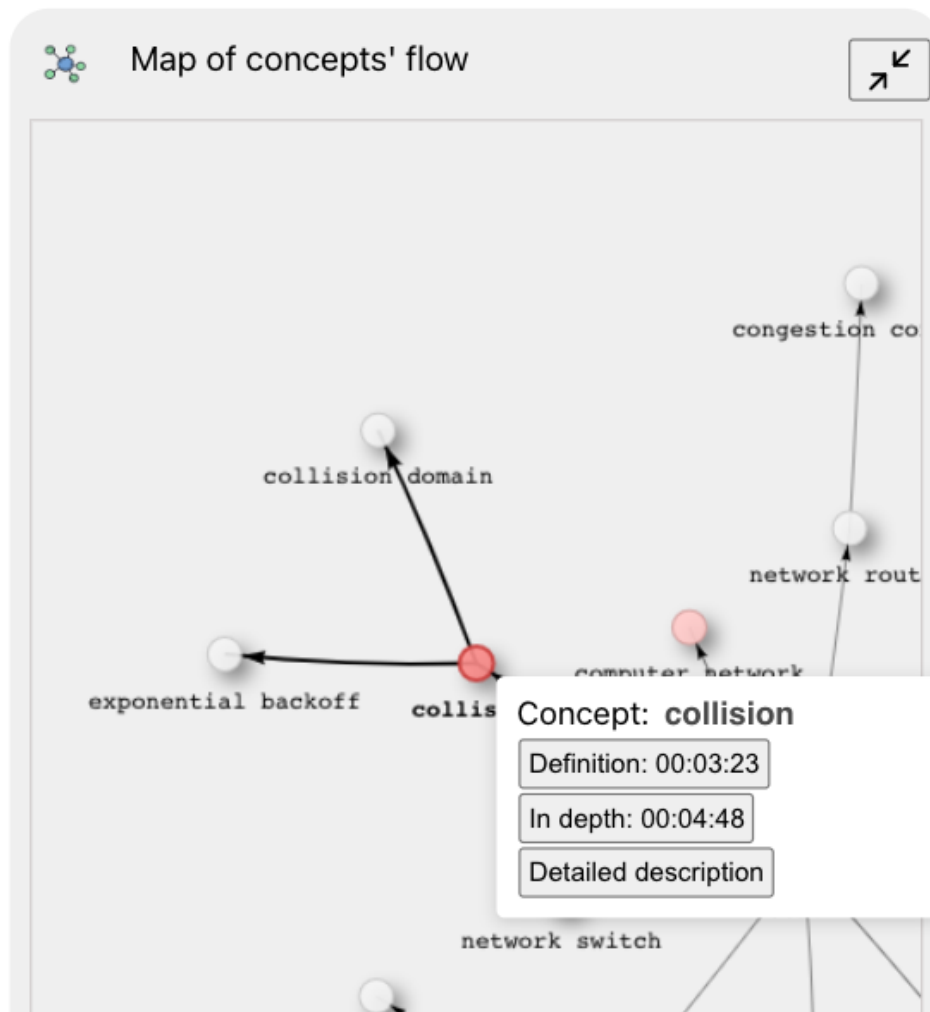 Map of concepts' flow
congestion co
collision domain
network rout
computer network
exponential backoff
collis
Concept: collision
Definition: 00:03:23
In depth: 00:04:48
Detailed description
network switch